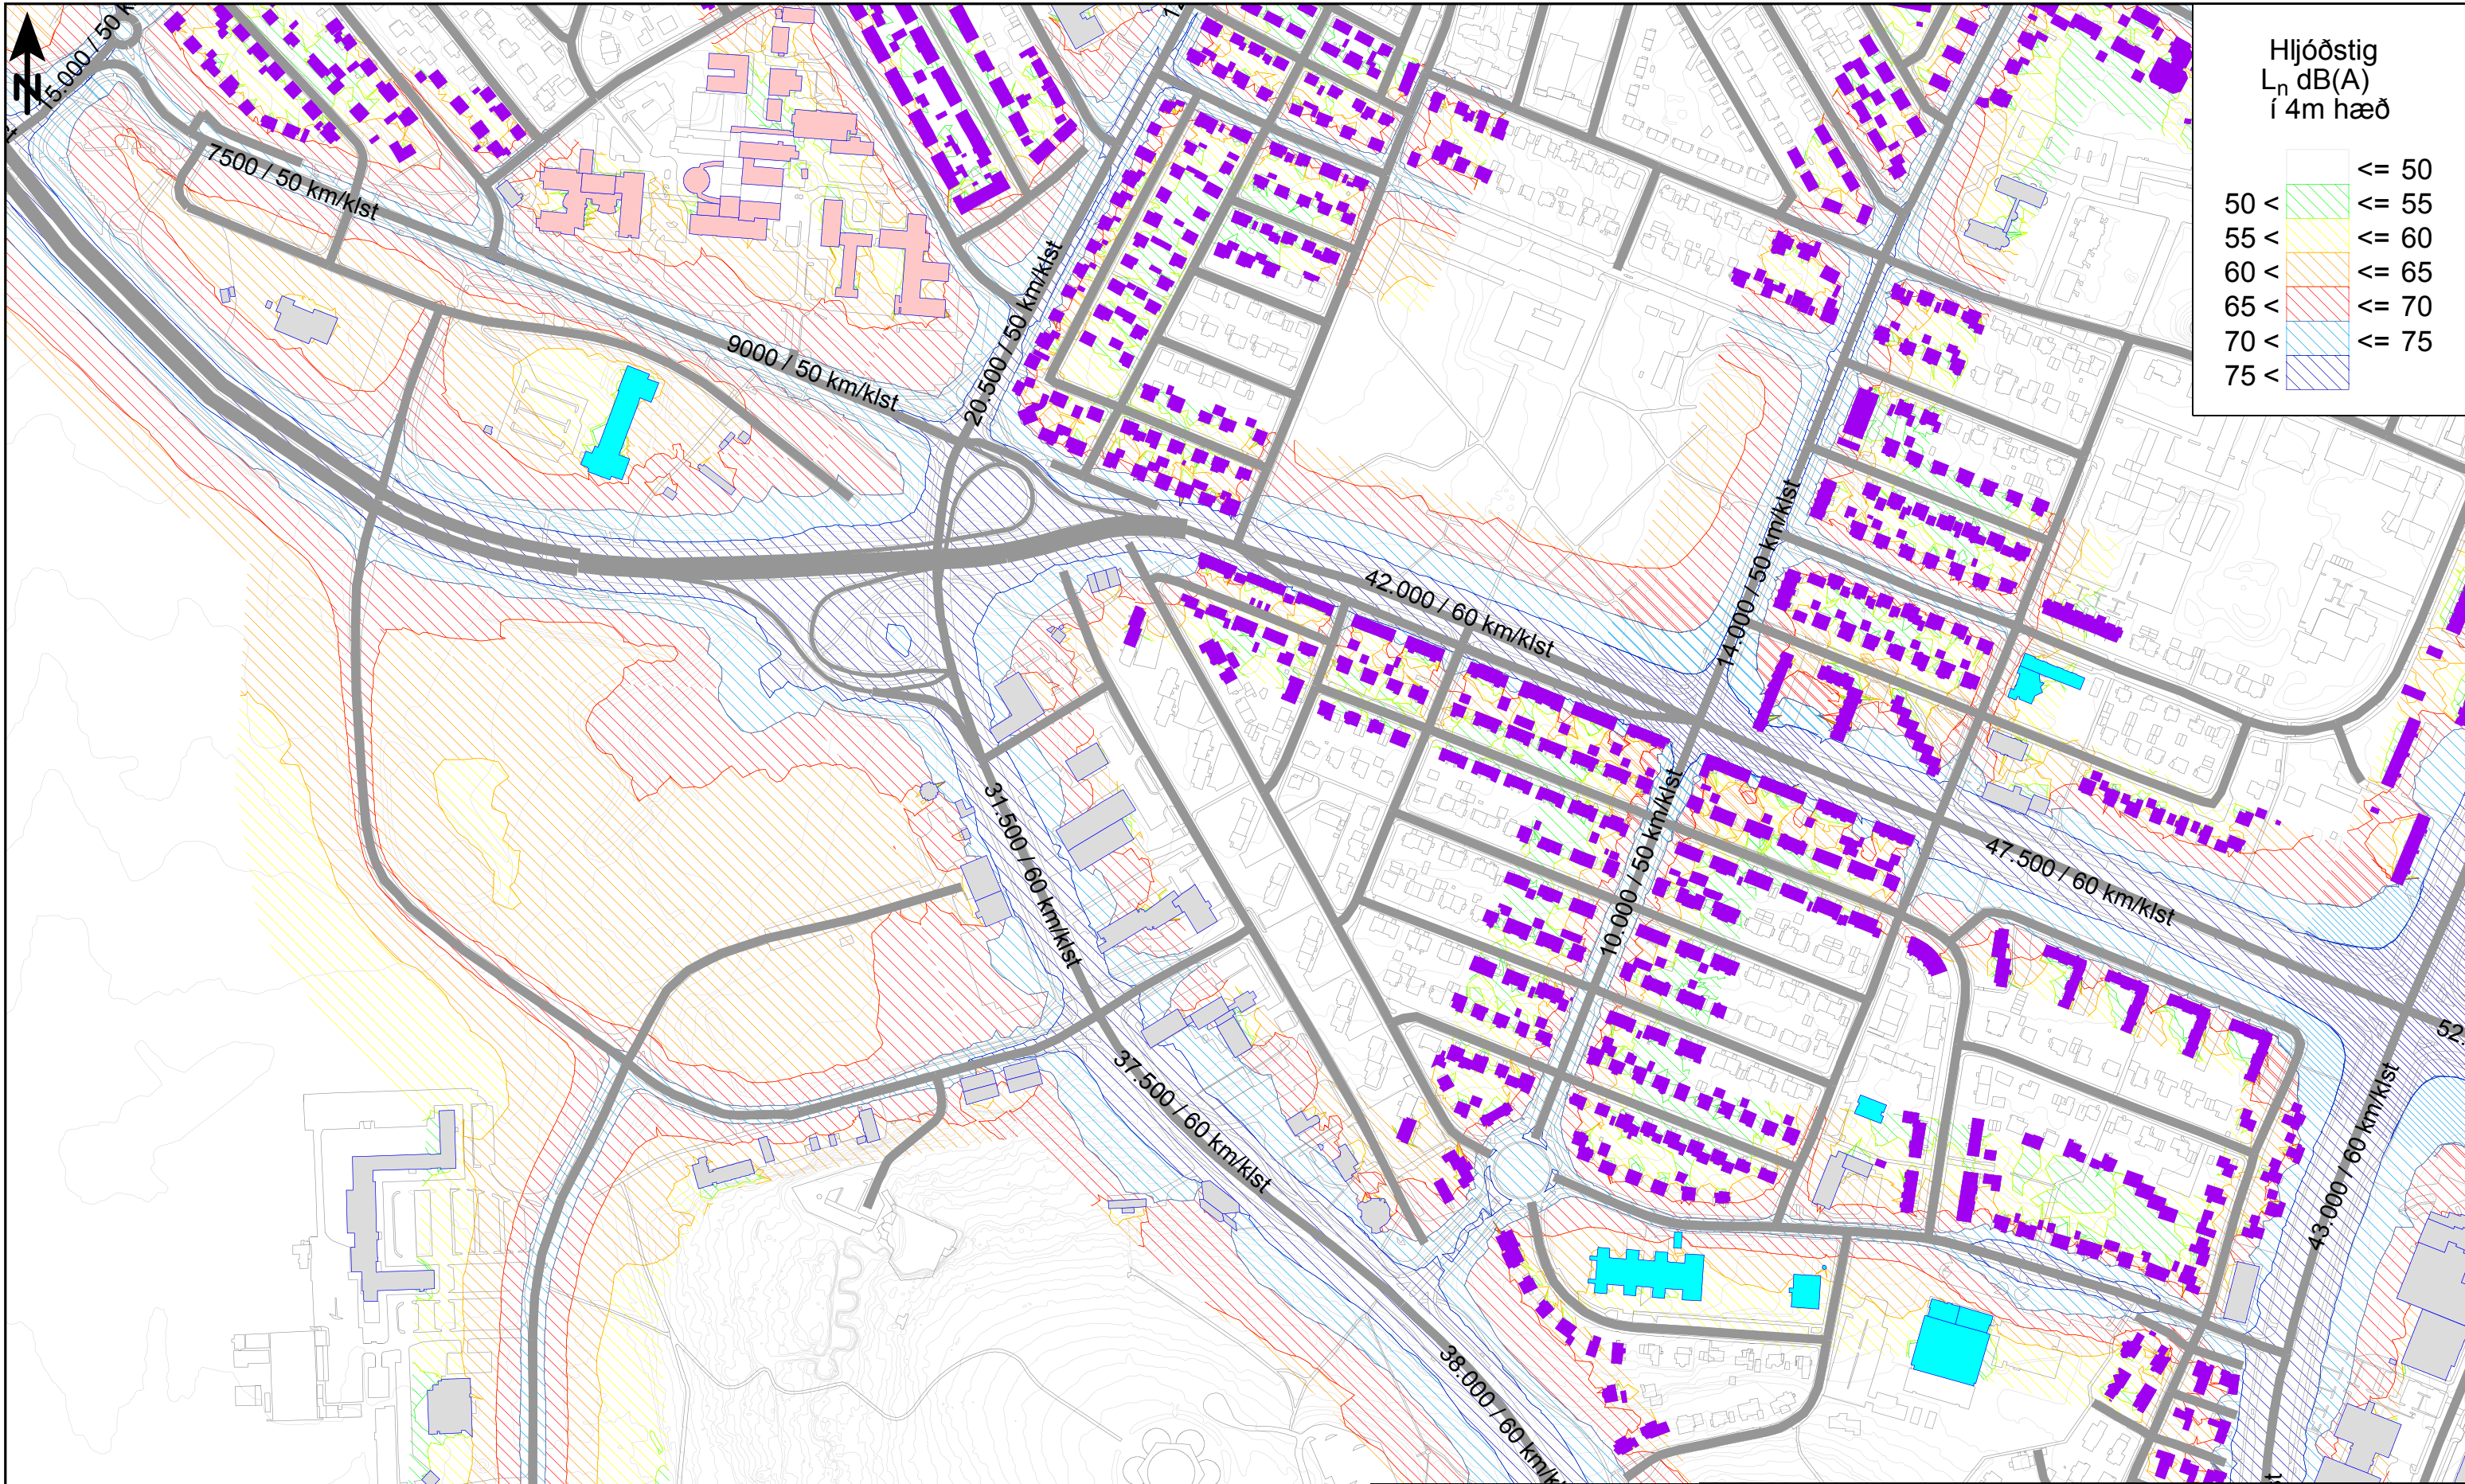 N
15.000 / 50 k
7500 / 50 km/klst
9000 / 50 km/klst
20.500 / 50 km/klst
42.000 / 60 km/klst
14.000 / 50 km/klst
47.500 / 60 km/klst
31.500 / 60 km/klst
10.000 / 50 km/klst
37.500 / 60 km/klst
38.000 / 60 km/k
43.000 / 60 km/klst
52.
Hljóðstig
Ln dB(A)
í 4m hæð
<= 50
50 < <= 55
55 < <= 60
60 < <= 65
65 < <= 70
70 < <= 75
75 <